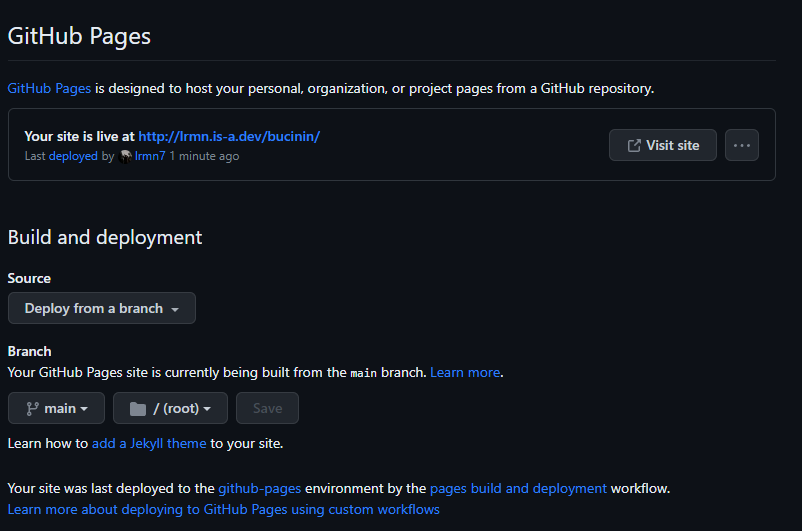 GitHub Pages
GitHub Pages is designed to host your personal, organization, or project pages from a GitHub repository.
Your site is live at http://lrmn.is-a.dev/bucinin/
Last deployed by lrmn7 1 minute ago
Visit site
Build and deployment
Source
Deploy from a branch
Branch
Your GitHub Pages site is currently being built from the main branch. Learn more.
main
/ (root)
Save
Learn how to add a Jekyll theme to your site.
Your site was last deployed to the github-pages environment by the pages build and deployment workflow.
Learn more about deploying to GitHub Pages using custom workflows